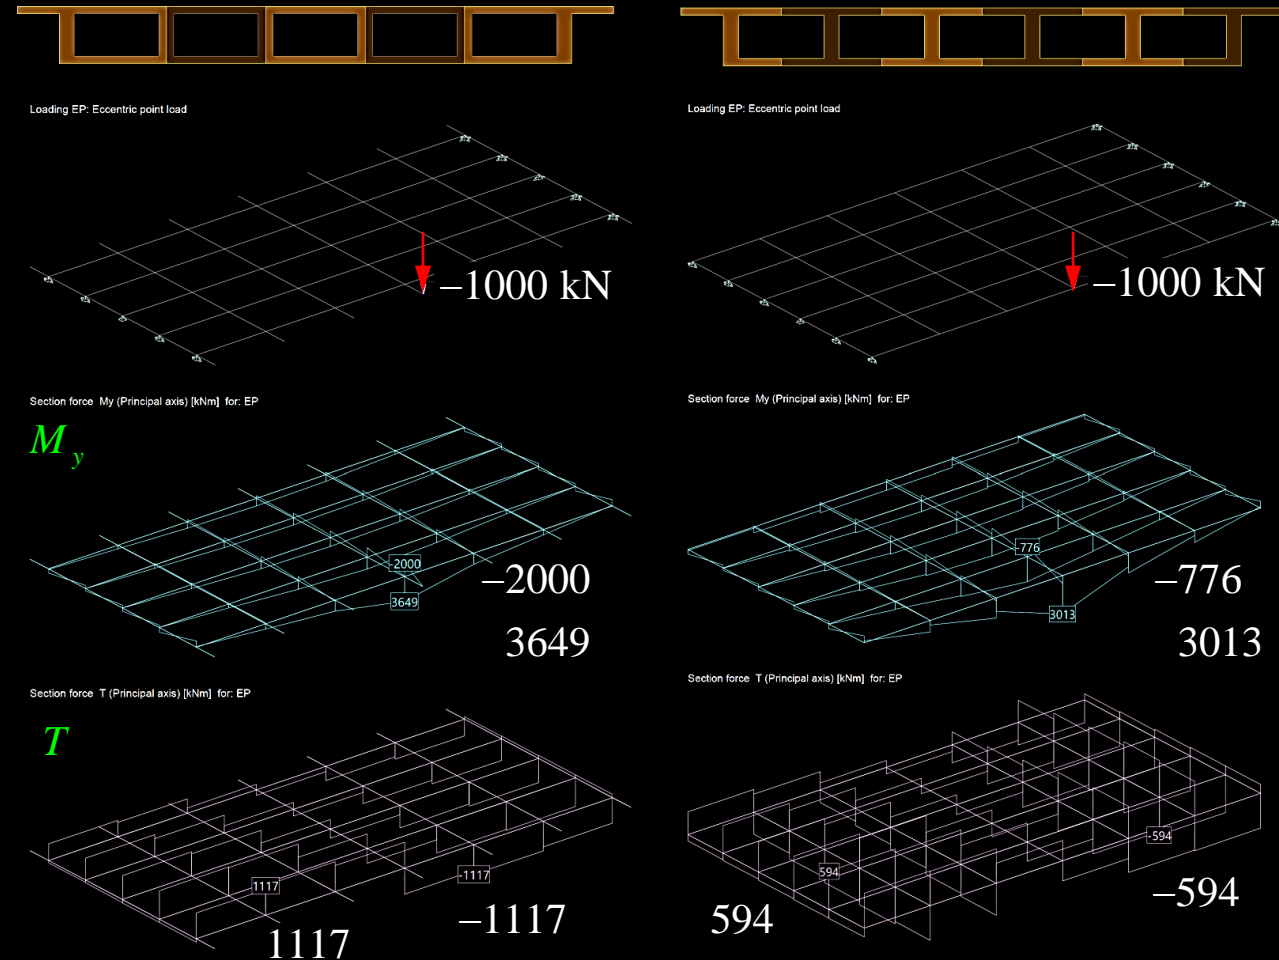 Loading EP: Eccentric point load
–1000 kN
Section force My (Principal axis) [kNm] for: EP
M y
-2000
3649
–2000
3649
Section force T (Principal axis) [kNm] for: EP
T
1117
-1117
1117
–1117
Loading EP: Eccentric point load
–1000 kN
Section force My (Principal axis) [kNm] for: EP
-776
3013
–776
3013
Section force T (Principal axis) [kNm] for: EP
594
-594
594
–594